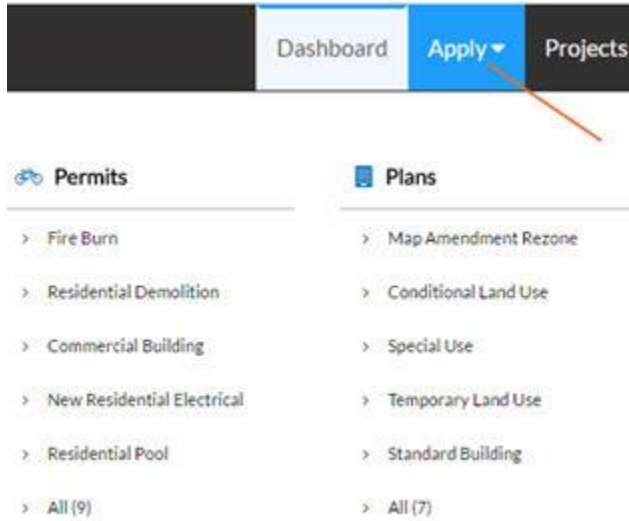 Dashboard Apply Projects
Permits
Fire Burn
Residential Demolition
Commercial Building
New Residential Electrical
Residential Pool
All (9)
Plans
Map Amendment Rezone
Conditional Land Use
Special Use
Temporary Land Use
Standard Building
All (7)